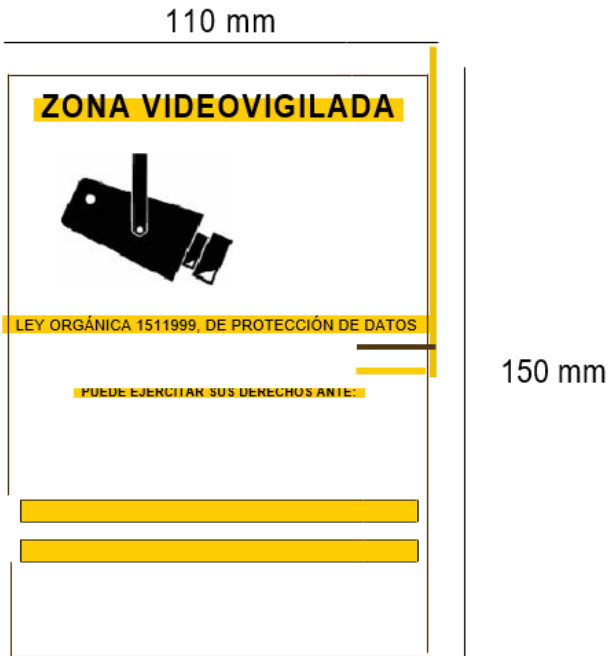 110 mm
ZONA VIDEOVIGILADA
LEY ORGÁNICA 1511999, DE PROTECCIÓN DE DATOS
150 mm
PUEDE EJERCITAR SUS DERECHOS ANTE: